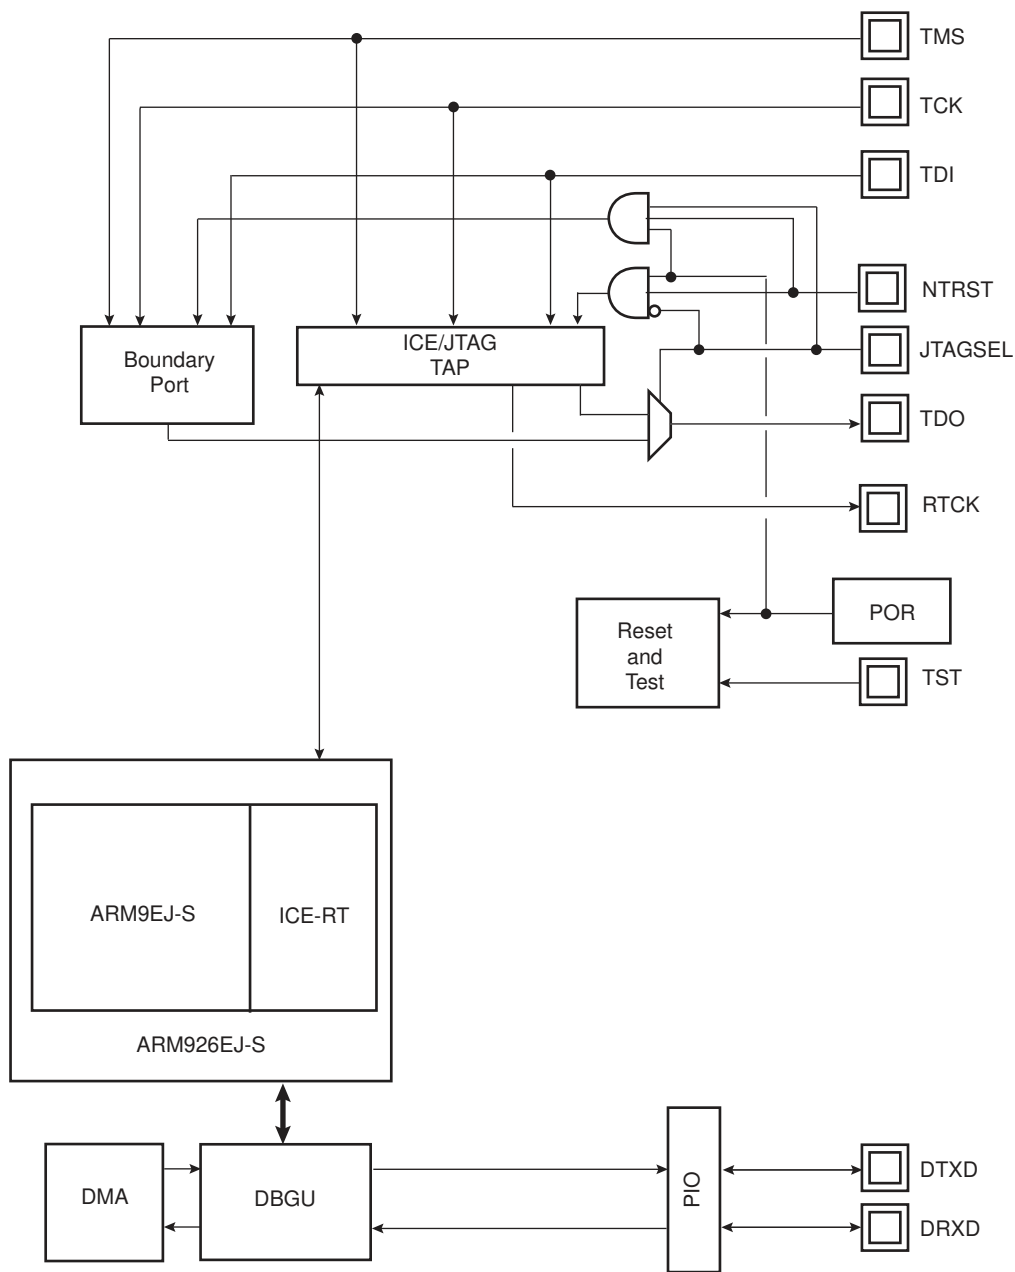 TMS
TCK
TDI
NTRST
Boundary
Port
ICE/JTAG
TAP
JTAGSEL
TDO
RTCK
Reset
and
Test
POR
TST
ARM9EJ-S
ICE-RT
ARM926EJ-S
DMA
DBGU
PIO
DTXD
DRXD